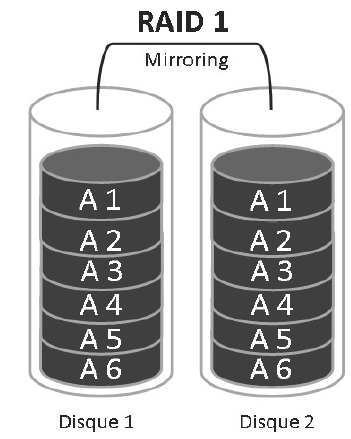 RAID 1
Mirroring
A 1
A 2
A 3
A 4
A 5
A 6
Disque 1
A 1
A 2
A 3
A 4
A 5
A 6
Disque 2